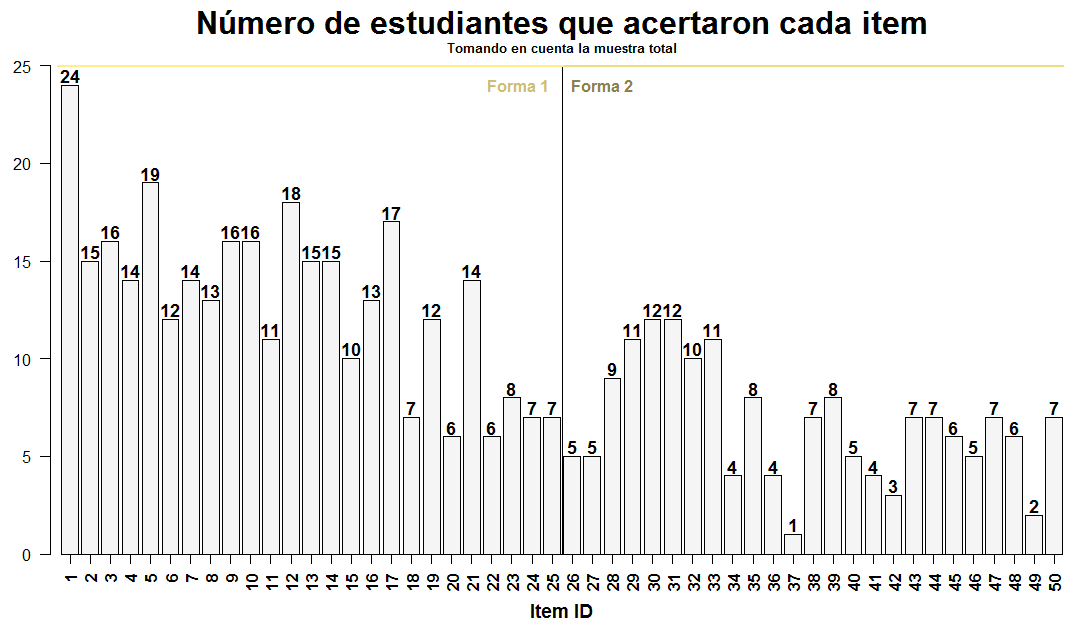 Número de estudiantes que acertaron cada item
Tomando en cuenta la muestra total
25
20
15
10
5
0
Forma 1
Forma 2
24 15 16 14 19 12 14 13 16 16 11 18 15 15 10 13 17 7 12 6 14 6 8 7 7 5 5 9 11 12 12 10 11 4 8 4 1 7 8 5 4 3 7 7 6 5 7 6 2 7
1 2 3 4 5 6 7 8 9 10 11 12 13 14 15 16 17 18 19 20 21 22 23 24 25 26 27 28 29 30 31 32 33 34 35 36 37 38 39 40 41 42 43 44 45 46 47 48 49 50
Item ID